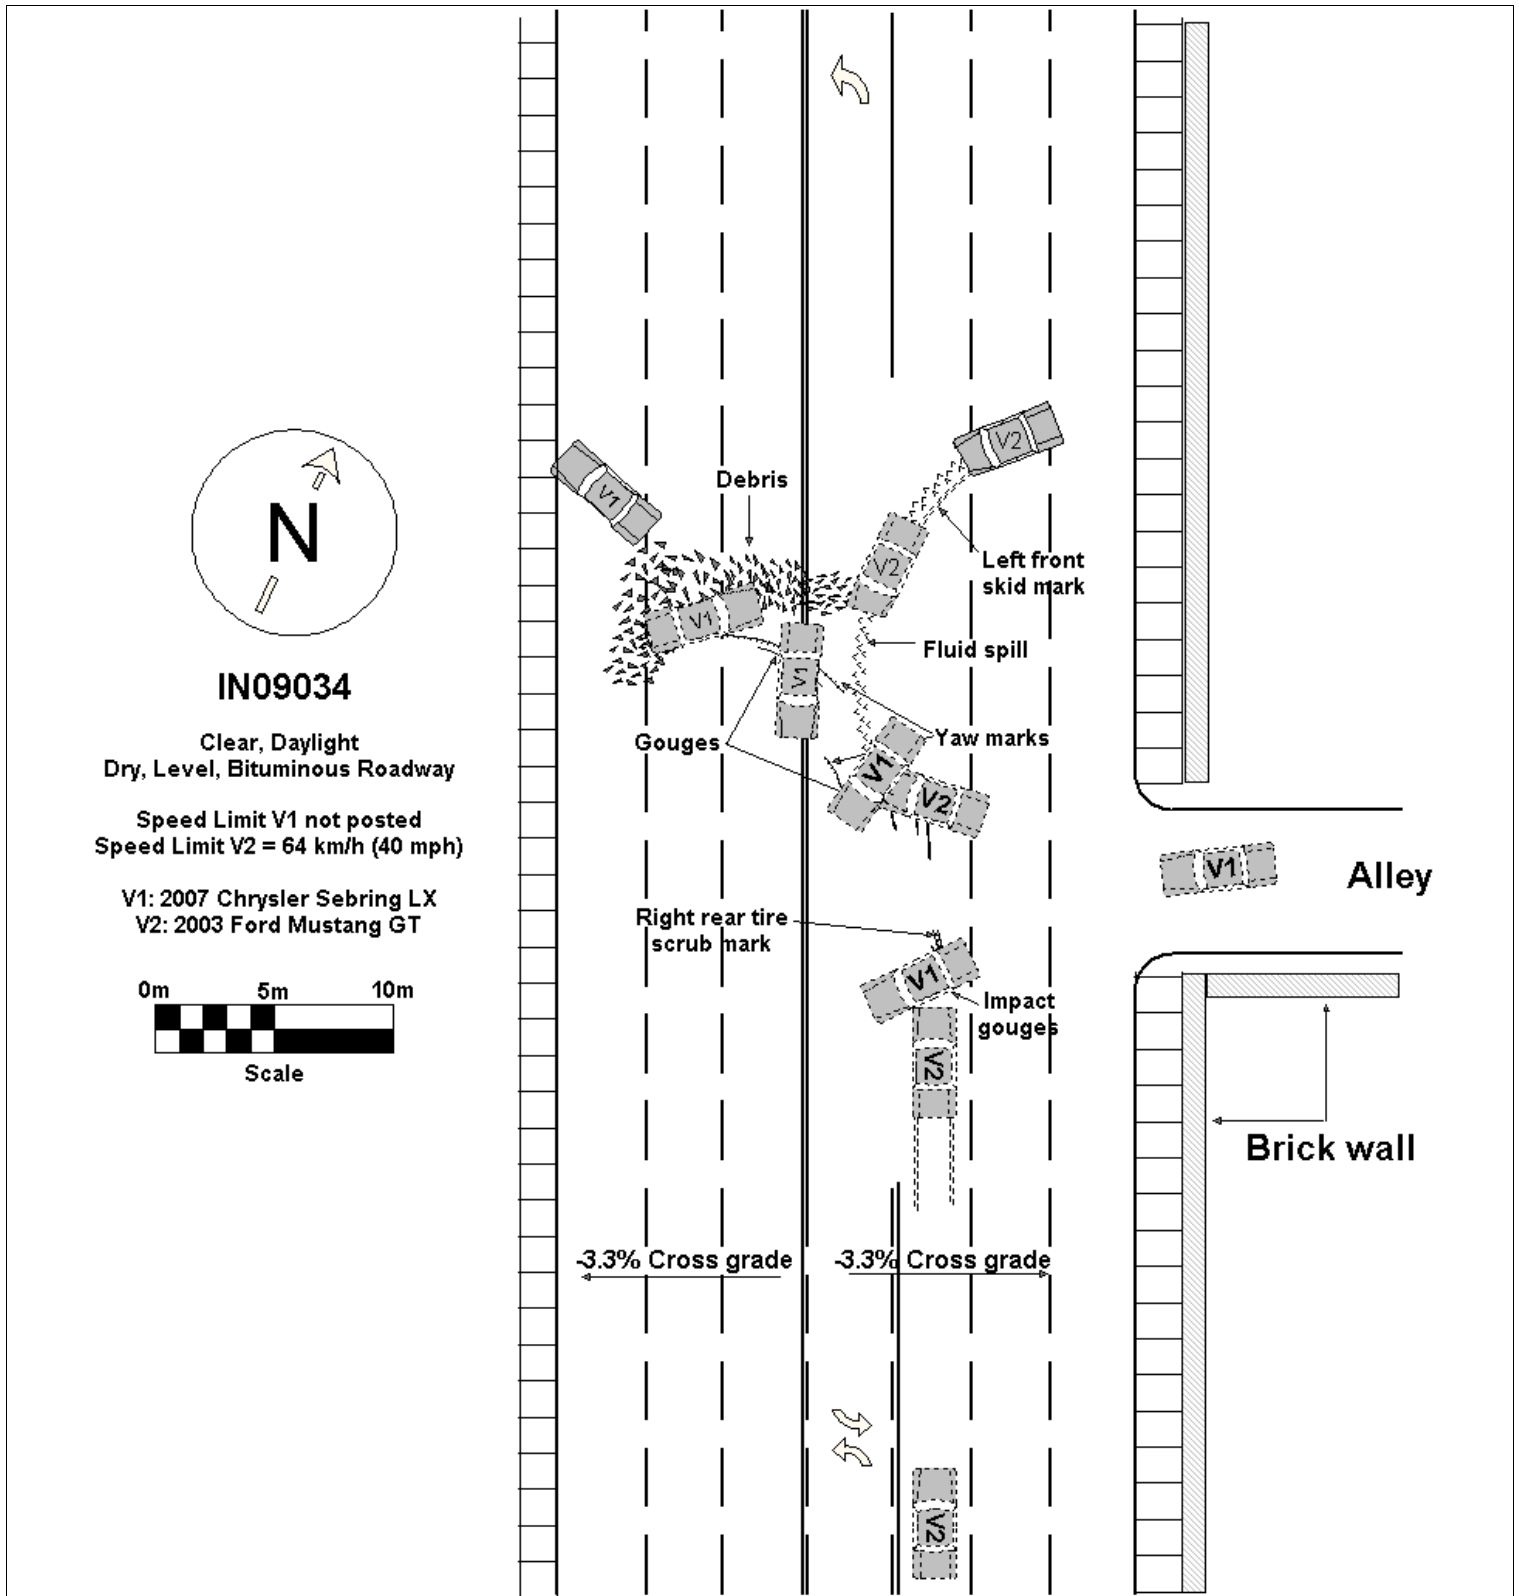 Debris
V2
V1
V2
Left front
skid mark
N
V1
Fluid spill
V1
IN09034
Gouges
Yaw marks
Clear, Daylight
Dry, Level, Bituminous Roadway
V1
V2
Speed Limit V1 not posted
Speed Limit V2 = 64 km/h (40 mph)
V1
Alley
V1: 2007 Chrysler Sebring LX
V2: 2003 Ford Mustang GT
Right rear tire
scrub mark
V1
Impact
gouges
0m 5m 10m
Scale
V2
Brick wall
-3.3% Cross grade
-3.3% Cross grade
V2